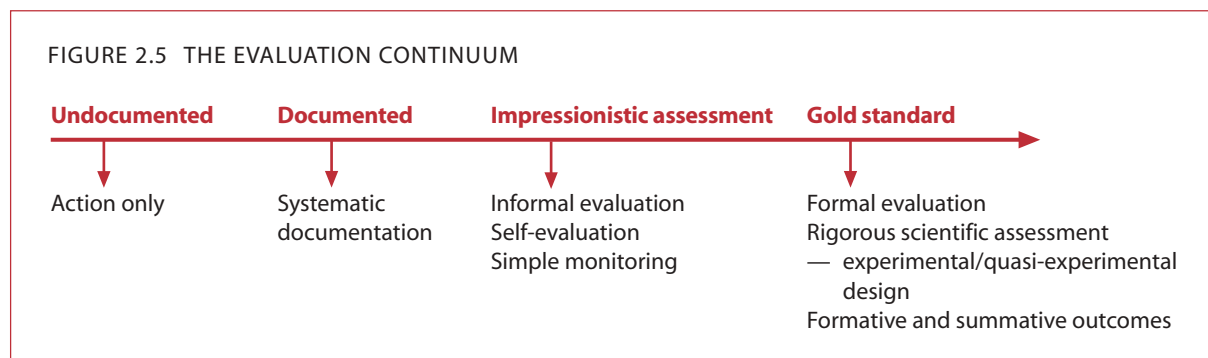 FIGURE 2.5 THE EVALUATION CONTINUUM
Undocumented Documented Impressionistic assessment Gold standard
Action only
Systematic
documentation
Informal evaluation
Self-evaluation
Simple monitoring
Formal evaluation
Rigorous scientific assessment
— experimental/quasi-experimental
design
Formative and summative outcomes